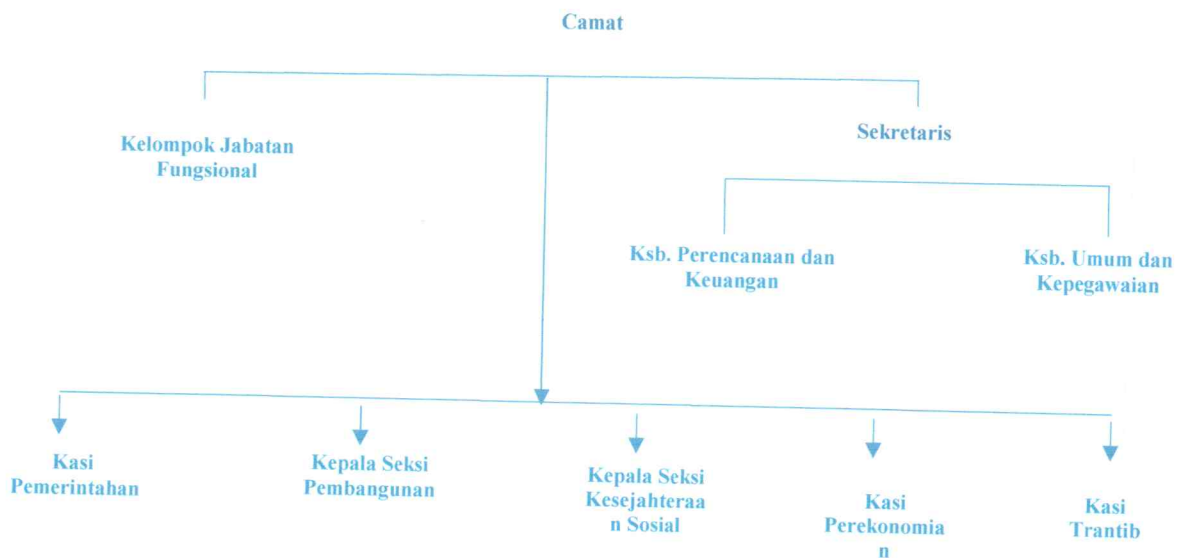 Camat
Kelompok Jabatan
Fungsional
Sekretaris
Ksb. Perencanaan dan
Keuangan
Ksb. Umum dan
Kepegawaian
Kasi
Pemerintahan
Kepala Seksi
Pembangunan
Kepala Seksi
Kesejahteraa
n Sosial
Kasi
Perekonomia
n
Kasi
Trantib